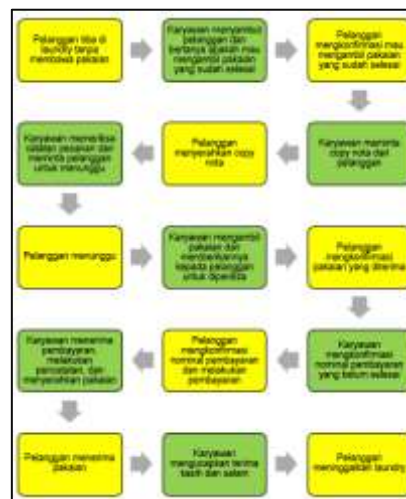 Pelanggan tiba di
laundry tanpa
membawa pakaian
Karyawan menyambut
pelanggan dan
bertanya apakah mau
mengambil pakaian
yang sudah selesai
Pelanggan
mengkonfirmasi mau
mengambil pakaian
yang sudah selesai
Karyawan meminta
copy nota dari
pelanggan
Pelanggan
menyerahkan copy
nota
Karyawan memeriksa
catatan pesanan dan
meminta pelanggan
untuk menunggu
Pelanggan menunggu
Karyawan mengambil
pakaian dan
memberikannya
kepada pelanggan
untuk diperiksa
Pelanggan
mengkonfirmasi
pakaian yang diterima
Karyawan
mengkonfirmasi
nominal pembayaran
yang belum selesai
Pelanggan
mengkonfirmasi
nominal pembayaran
dan melakukan
pembayaran
Karyawan menerima
pembayaran,
melakukan
pencatatan, dan
menyerahkan pakaian
Pelanggan menerima
pakaian
Karyawan
mengucapkan terima
kasih dan salam
Pelanggan
meninggalkan laundry